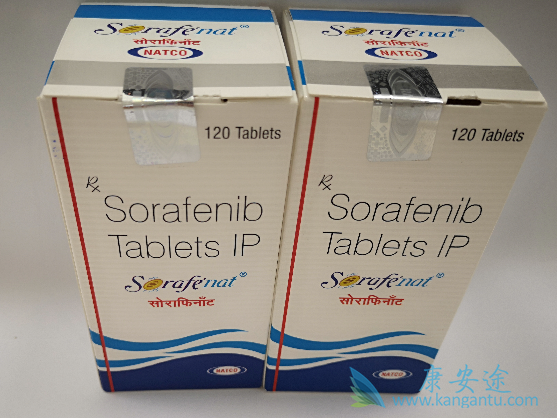 Sorafenat®
सोराफिनॉट
NATCO
120 Tablets
Rx
Sorafenib
Tablets IP
Sorafenat®
सोराफिनॉट
NATCO
Sorafenat®
सोराफिनॉट
NATCO
120 Tablets
Rx
Sorafenib
Tablets IP
Sorafenat®
सोराफिनॉट
NATCO
康安途
www.kangantu.com